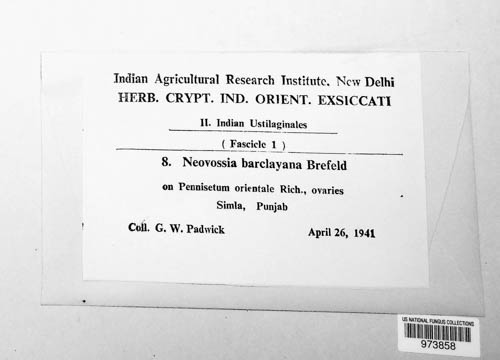 Indian Agricultural Research Institute, New Delhi
HERB. CRYPT. IND. ORIENT. EXSICCATI
II. Indian Ustilaginales
( Fascicle 1 )
8. Neovossia barclayana Brefeld
on Pennisetum orientale Rich., ovaries
Simla, Punjab
Coll. G. W. Padwick April 26, 1941
US NATIONAL FUNGUS COLLECTIONS
973858